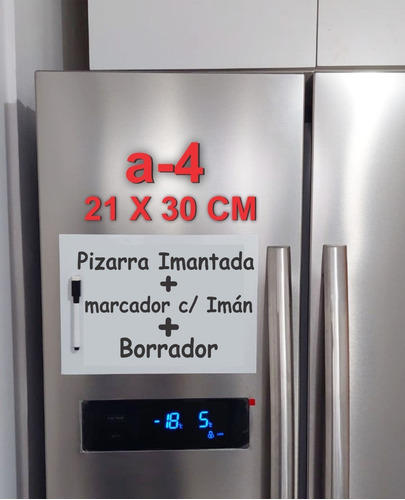 a-4
21 X 30 CM
Pizarra Imantada
+
marcador c/ Imán
+
Borrador
-18 5